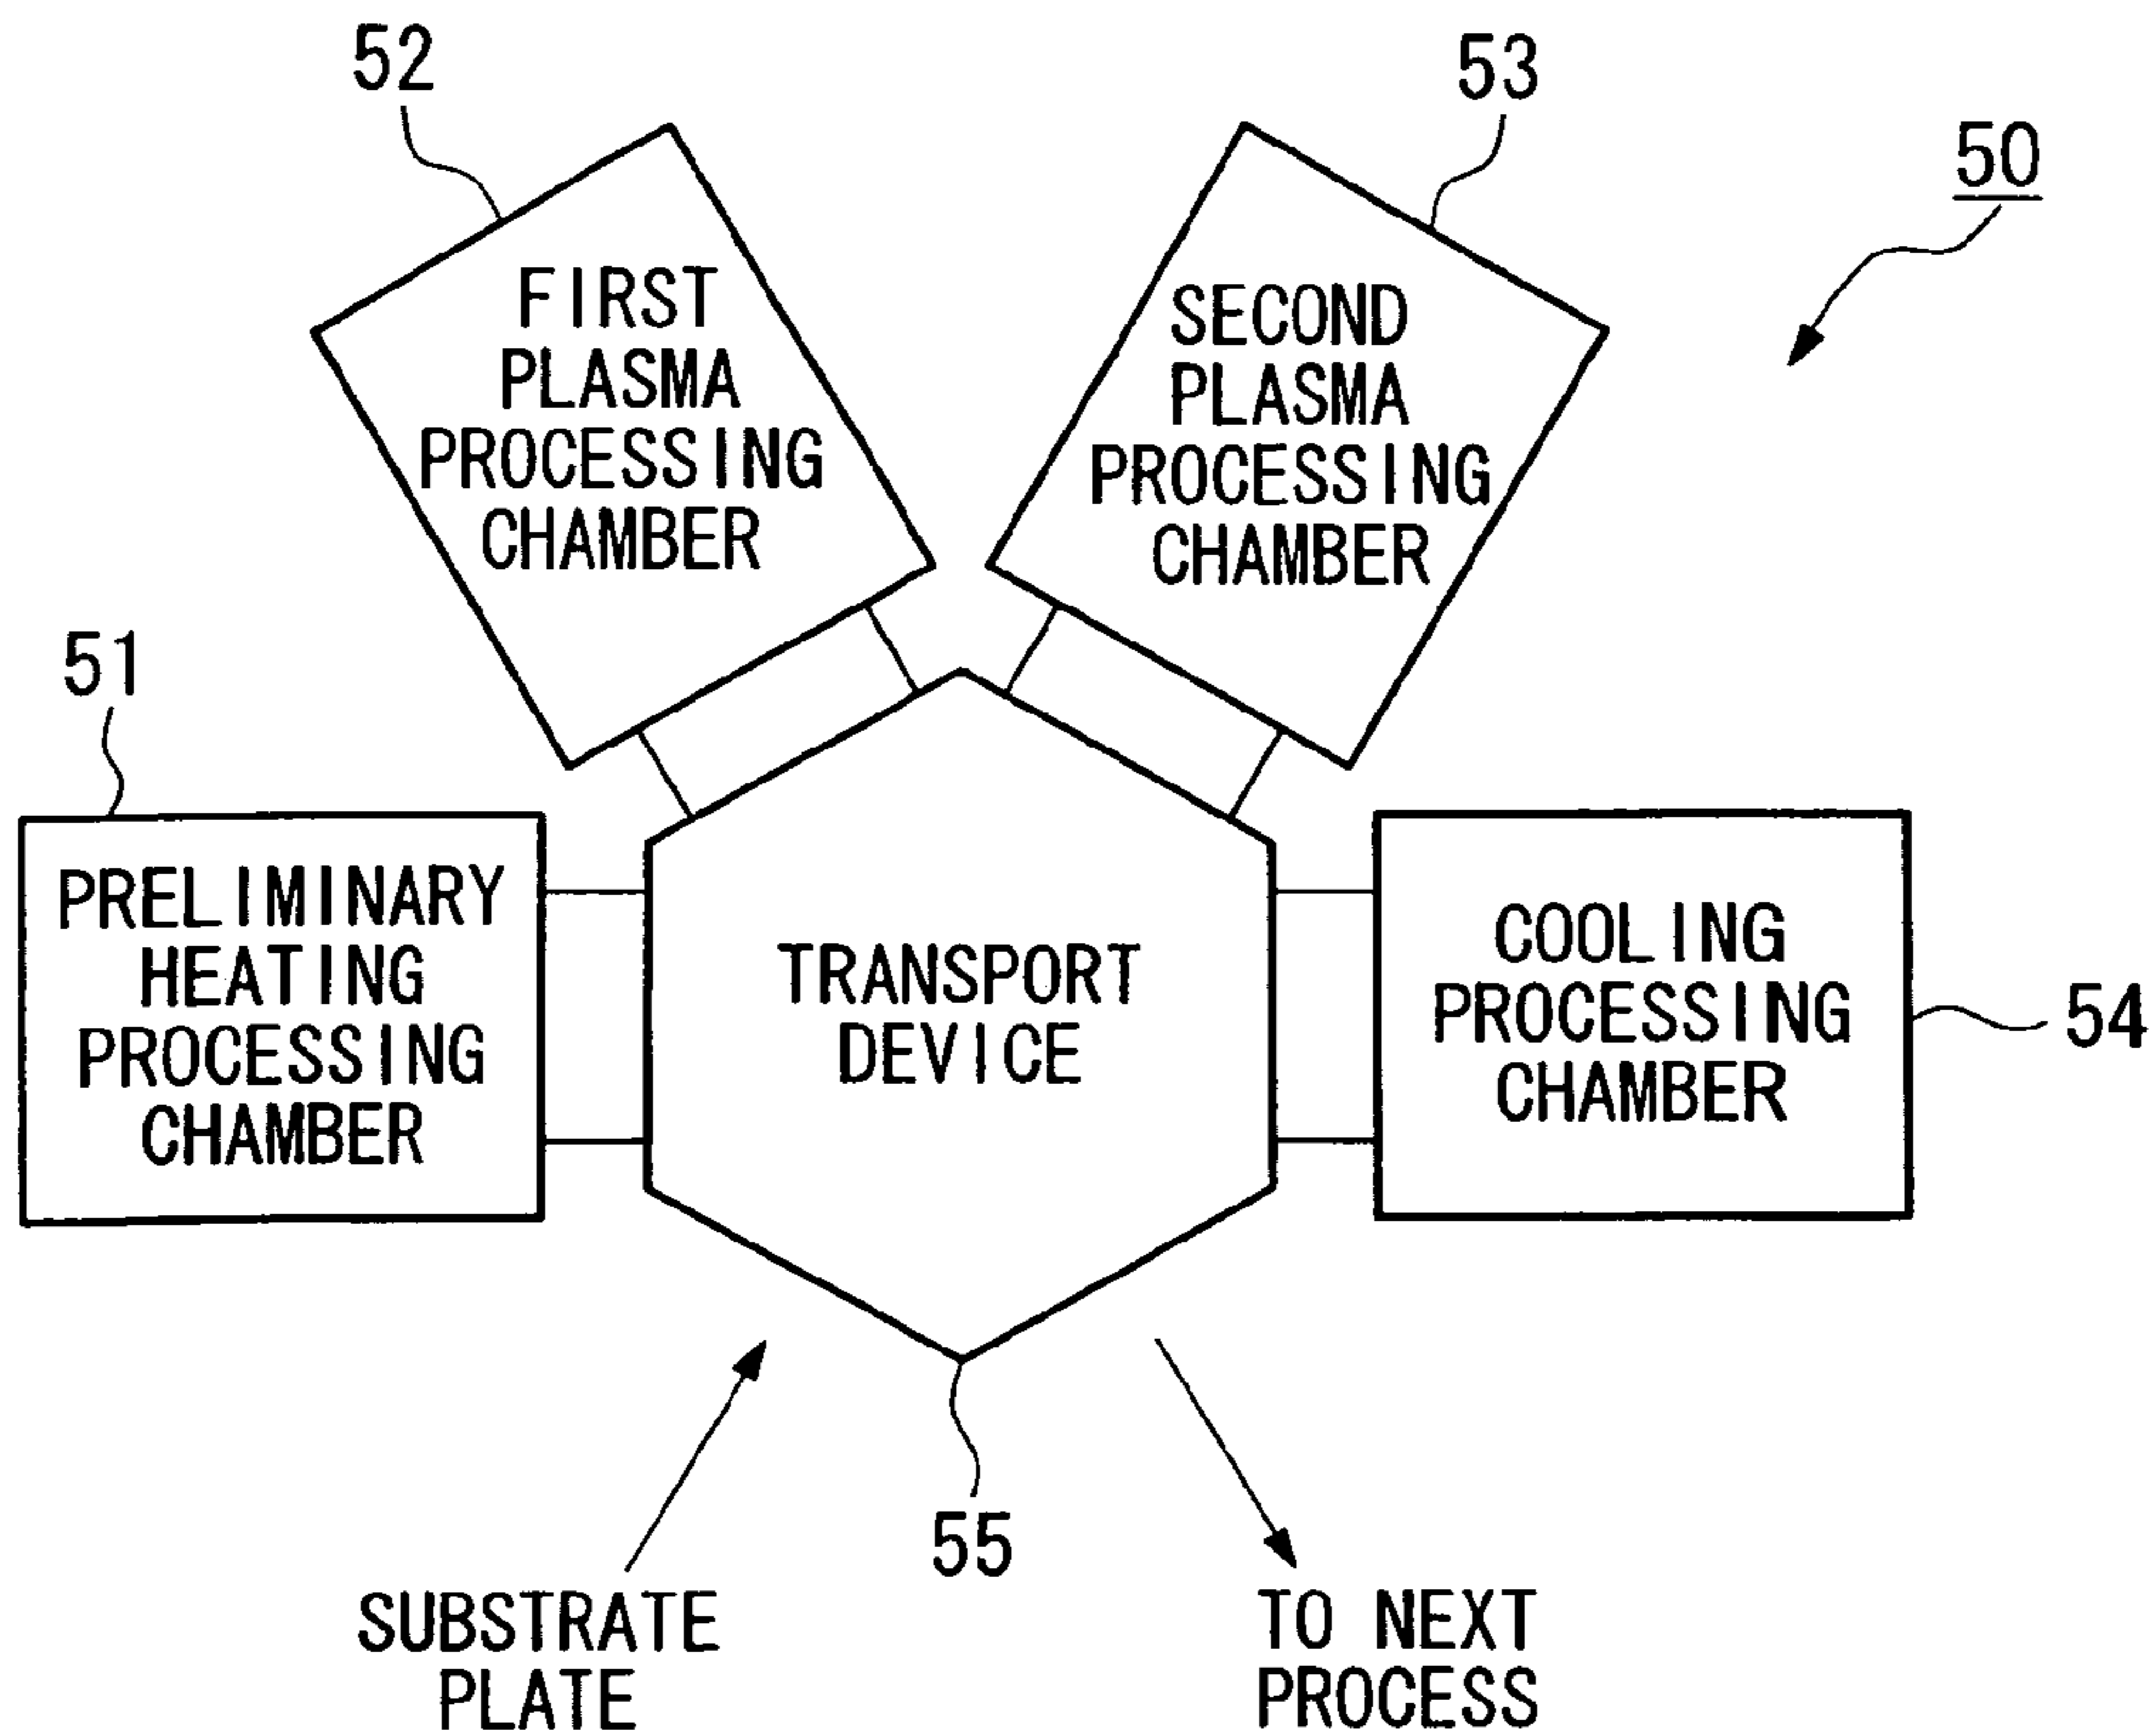 52
53
50
FIRST
PLASMA
PROCESSING
CHAMBER
SECOND
PLASMA
PROCESSING
CHAMBER
51
PRELIMINARY
HEATING
PROCESSING
CHAMBER
TRANSPORT
DEVICE
COOLING
PROCESSING
CHAMBER
54
55
SUBSTRATE
PLATE
TO NEXT
PROCESS